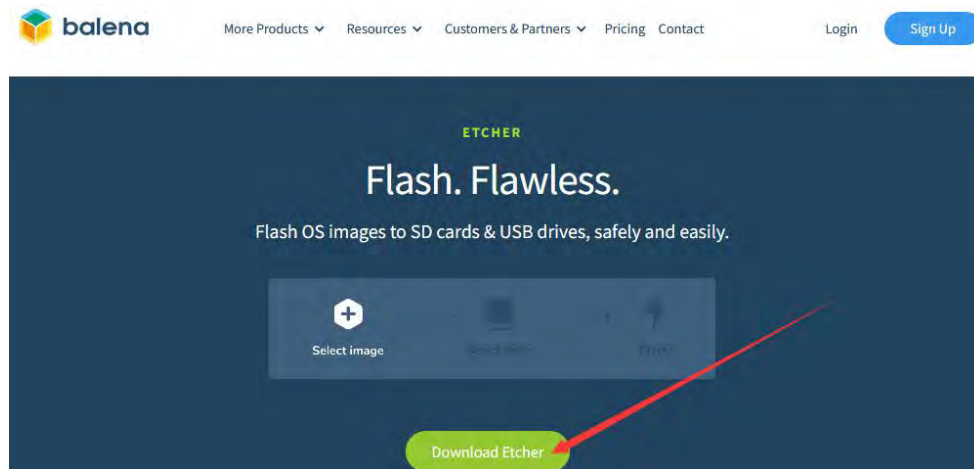 balena
More Products Resources Customers & Partners Pricing Contact Login Sign Up
ETCHER
Flash. Flawless.
Flash OS images to SD cards & USB drives, safely and easily.
Select image
Download Etcher